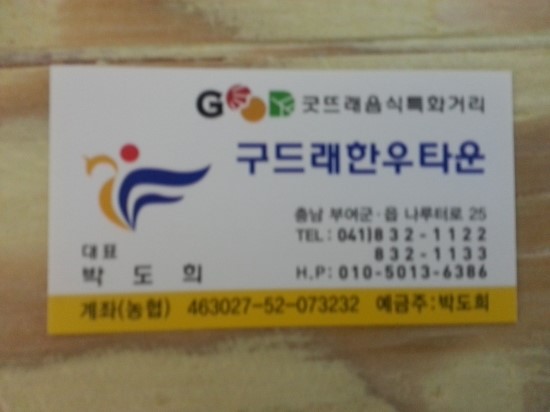 GOOD 굿뜨래음식특화거리
구드래한우타운
충남 부여군·읍 나루터로 25
TEL: 041)832-1122
832-1133
H.P: 010-5013-6386
대표
박도희
계좌(농협) 463027-52-073232 예금주:박도희